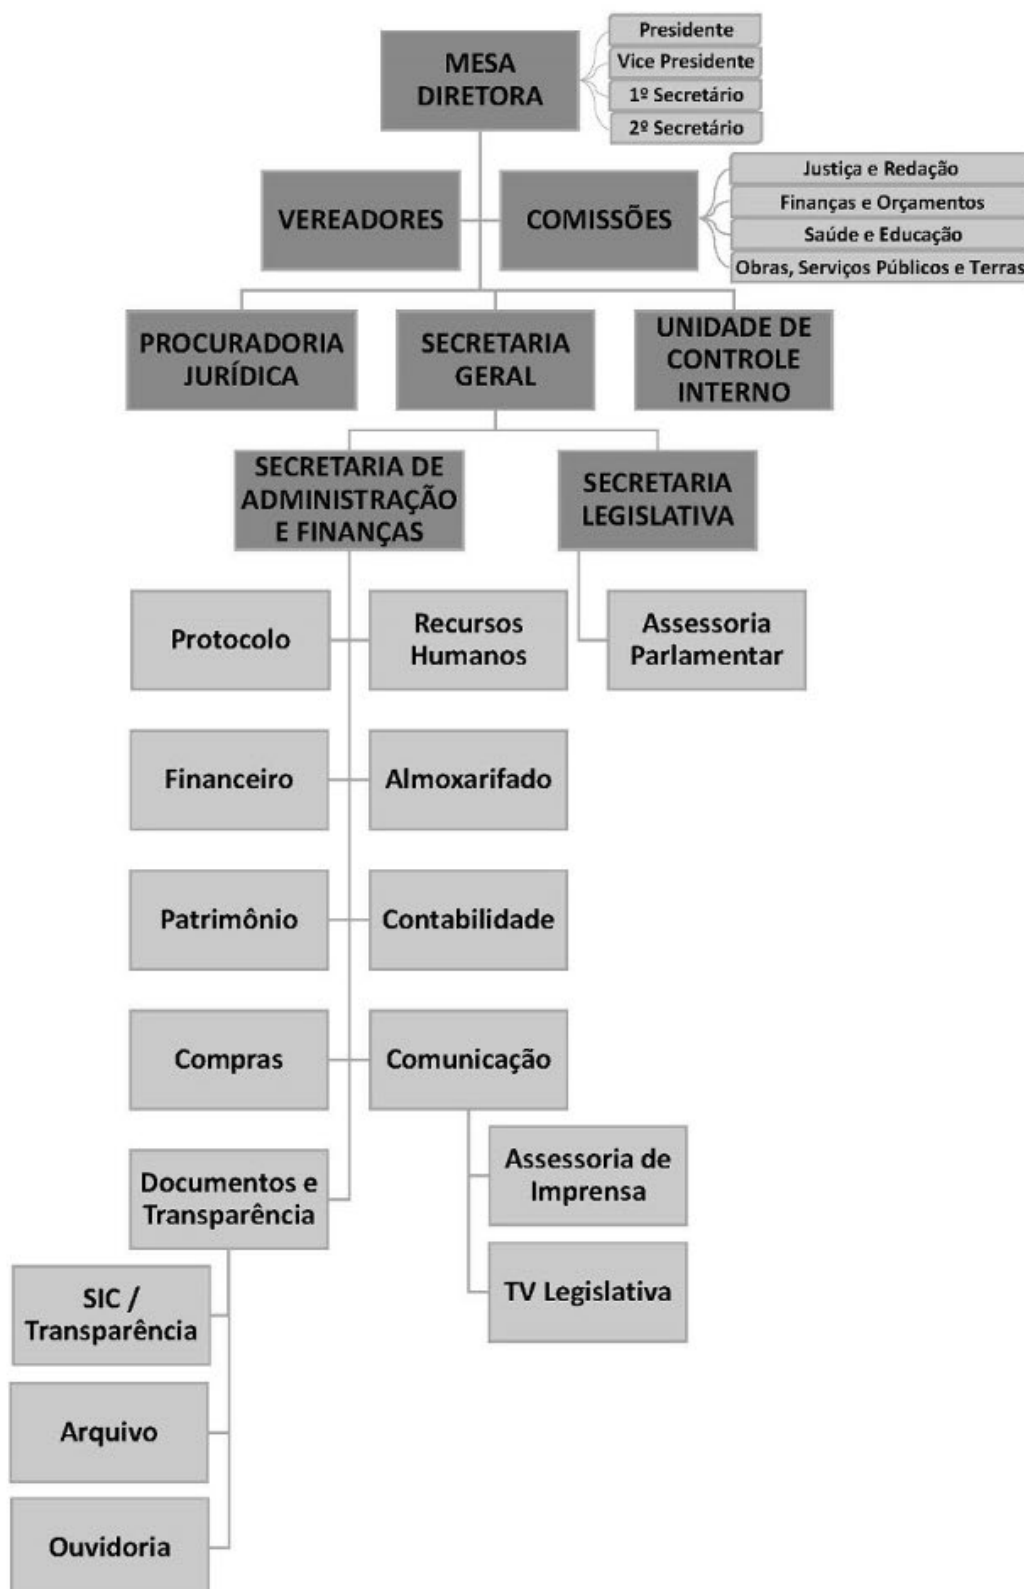 MESA
DIRETORA
Presidente
Vice Presidente
1º Secretário
2º Secretário
VEREADORES
COMISSÕES
Justiça e Redação
Finanças e Orçamentos
Saúde e Educação
Obras, Serviços Públicos e Terras
PROCURADORIA
JURÍDICA
SECRETARIA
GERAL
UNIDADE DE
CONTROLE
INTERNO
SECRETARIA DE
ADMINISTRAÇÃO
E FINANÇAS
SECRETARIA
LEGISLATIVA
Protocolo
Recursos
Humanos
Assessoria
Parlamentar
Financeiro
Almoxarifado
Patrimônio
Contabilidade
Compras
Comunicação
Documentos e
Transparência
Assessoria de
Imprensa
TV Legislativa
SIC /
Transparência
Arquivo
Ouvidoria